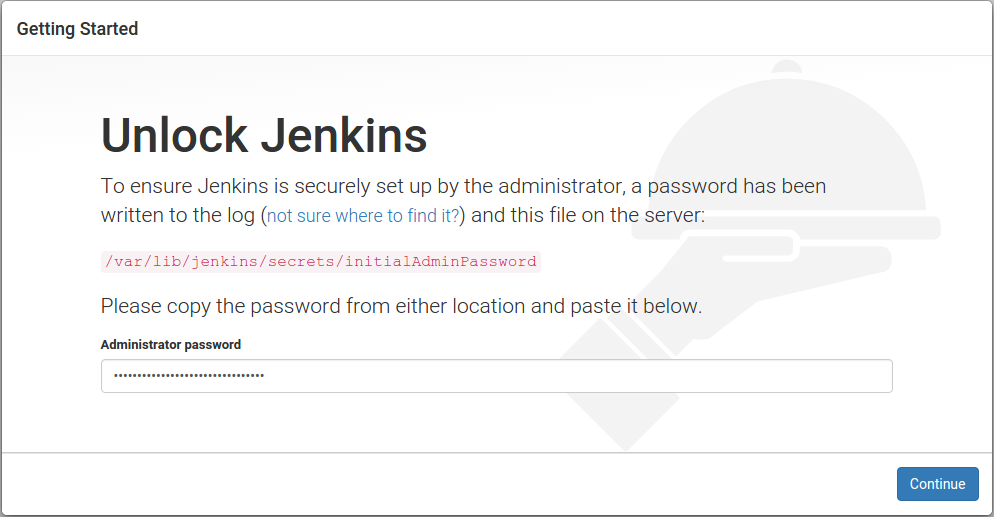 Getting Started
Unlock Jenkins
To ensure Jenkins is securely set up by the administrator, a password has been
written to the log (not sure where to find it?) and this file on the server:
/var/lib/jenkins/secrets/initialAdminPassword
Please copy the password from either location and paste it below.
Administrator password
••••••••••••••••••••••••••••••••
Continue